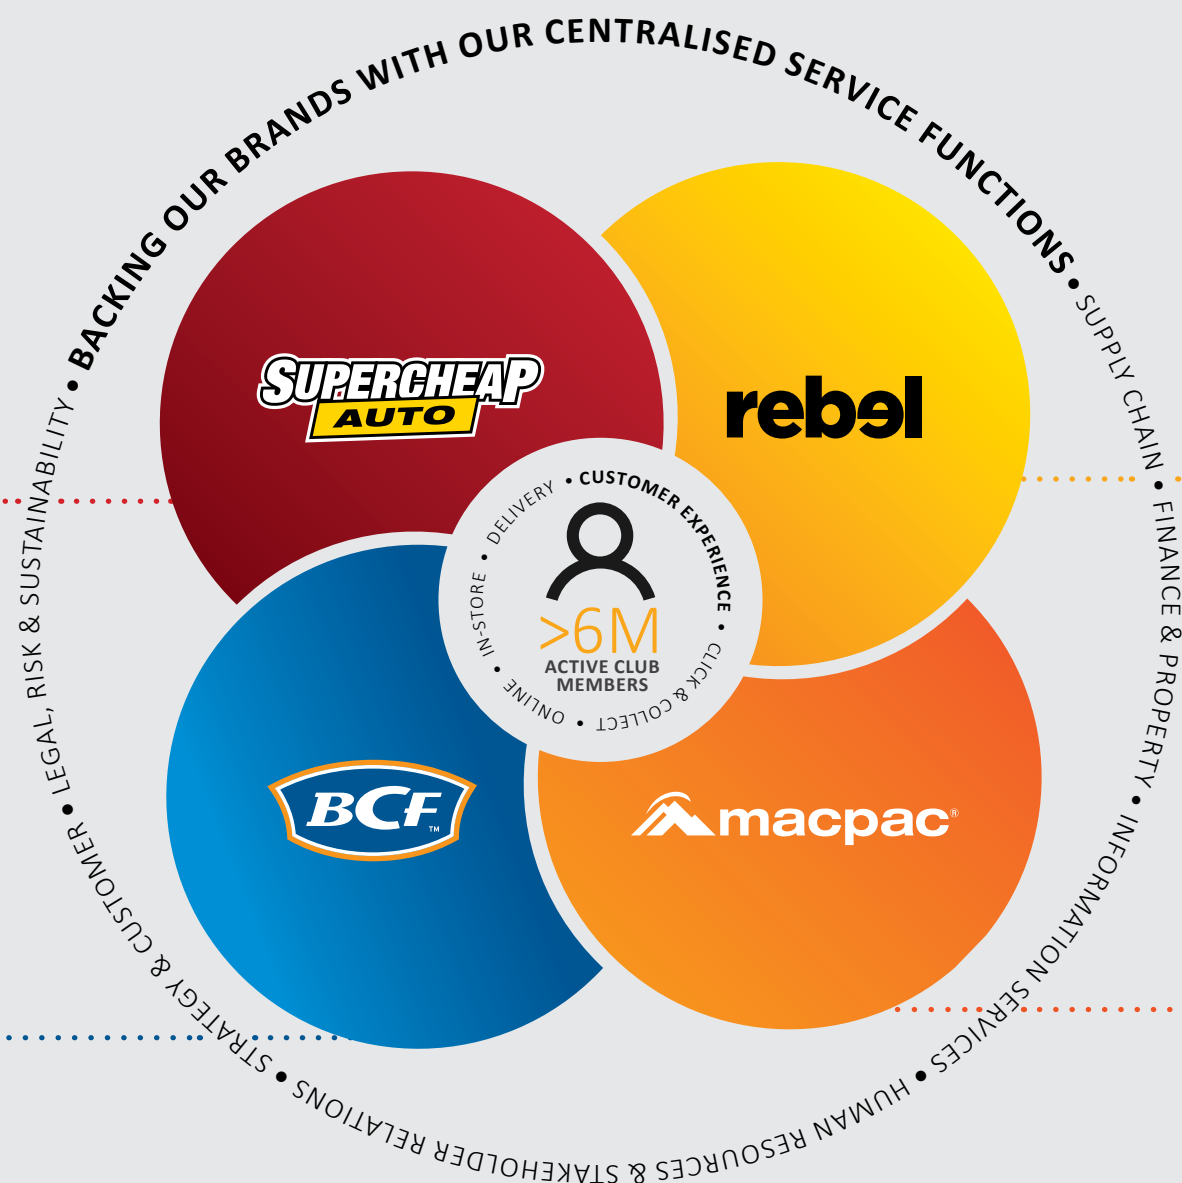 BACKING OUR BRANDS WITH OUR CENTRALISED SERVICE FUNCTIONS • SUPPLY CHAIN • FINANCE & PROPERTY • INFORMATION SERVICES • HUMAN RESOURCES & STAKEHOLDER RELATIONS • STRATEGY & CUSTOMER • LEGAL, RISK & SUSTAINABILITY •
SUPERCHEAP
AUTO
rebel
• CUSTOMER EXPERIENCE • CLICK & COLLECT • ONLINE • IN-STORE • DELIVERY
>6M
ACTIVE CLUB
MEMBERS
BCF™
macpac®